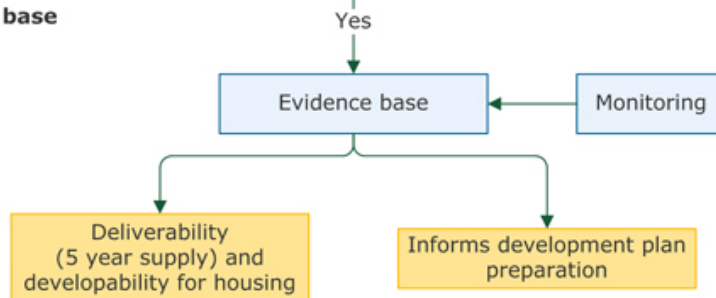 base
Yes
Evidence base
Monitoring
Deliverability
(5 year supply) and
developability for housing
Informs development plan
preparation